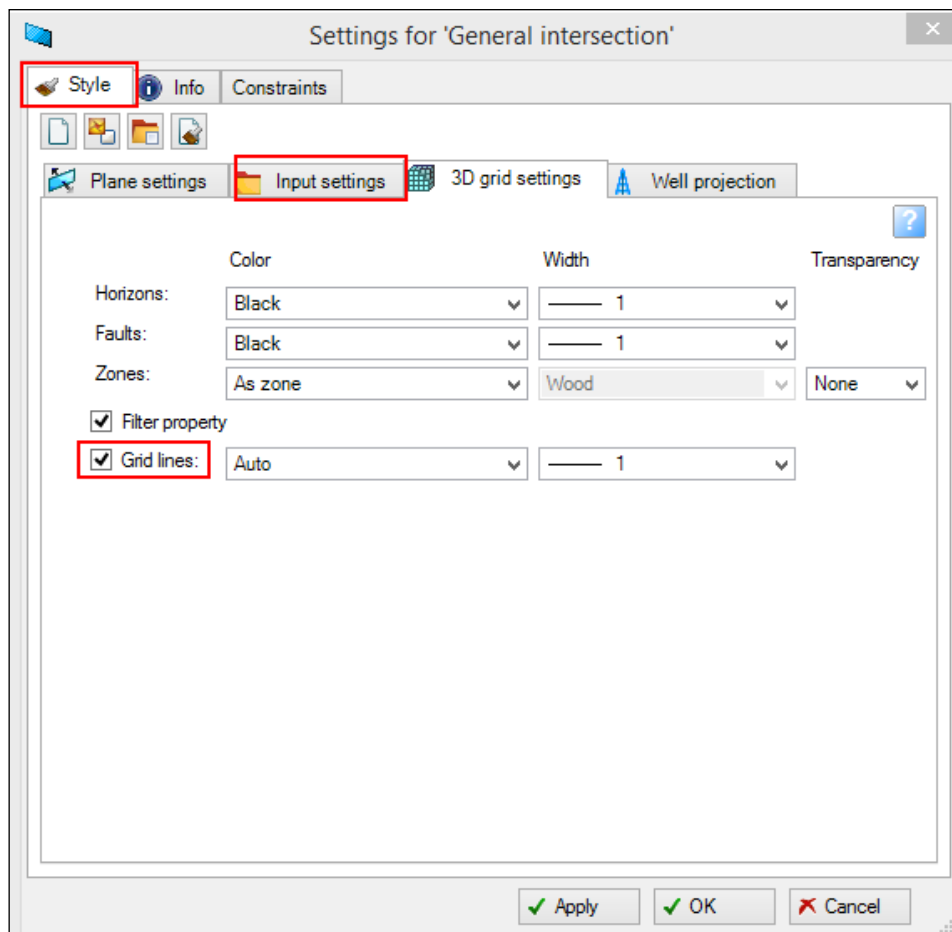 Settings for 'General intersection'
Style Info Constraints
Plane settings Input settings 3D grid settings Well projection
?
Color Width Transparency
Horizons: Black 1
Faults: Black 1
Zones: As zone Wood None
Filter property
Grid lines: Auto 1
Apply OK Cancel